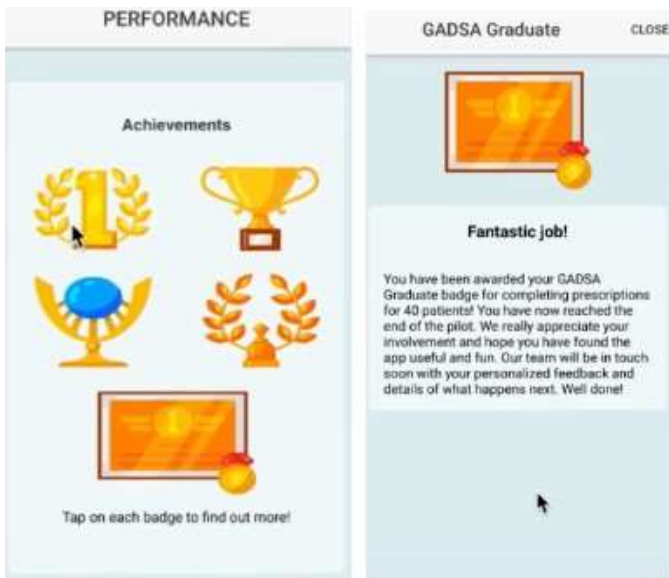 PERFORMANCE
Achievements
1
1
Tap on each badge to find out more!
GADSA Graduate
CLOSE
1
Fantastic job!
You have been awarded your GADSA
Graduate badge for completing prescriptions
for 40 patients! You have now reached the
end of the pilot. We really appreciate your
involvement and hope you have found the
app useful and fun. Our team will be in touch
soon with your personalized feedback and
details of what happens next. Well done!